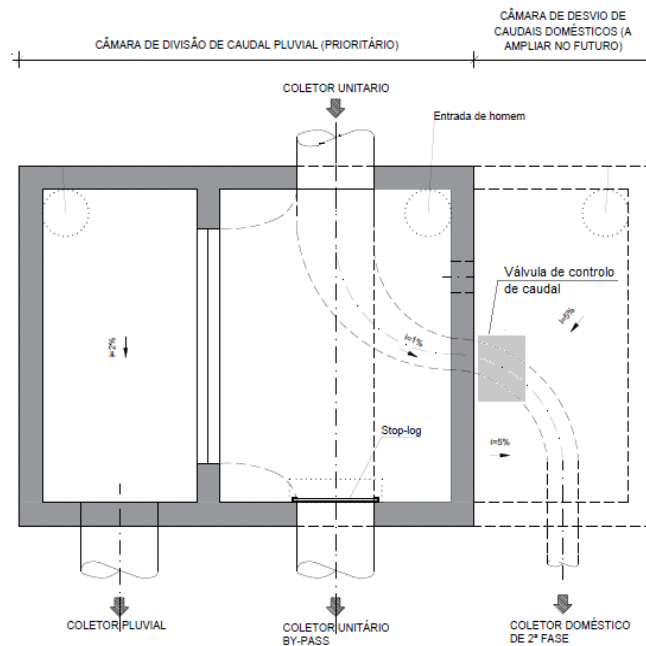 CÂMARA DE DIVISÃO DE CAUDAL PLUVIAL (PRIORITÁRIO)
CÂMARA DE DESVIO DE
CAUDAIS DOMÉSTICOS (A
AMPLIAR NO FUTURO)
COLETOR UNITARIO
Entrada de homem
Válvula de controlo
de caudal
i=2%
i=1%
i=5%
Stop-log
i=5%
COLETOR PLUVIAL
COLETOR UNITÁRIO
BY-PASS
COLETOR DOMÉSTICO
DE 2ª FASE